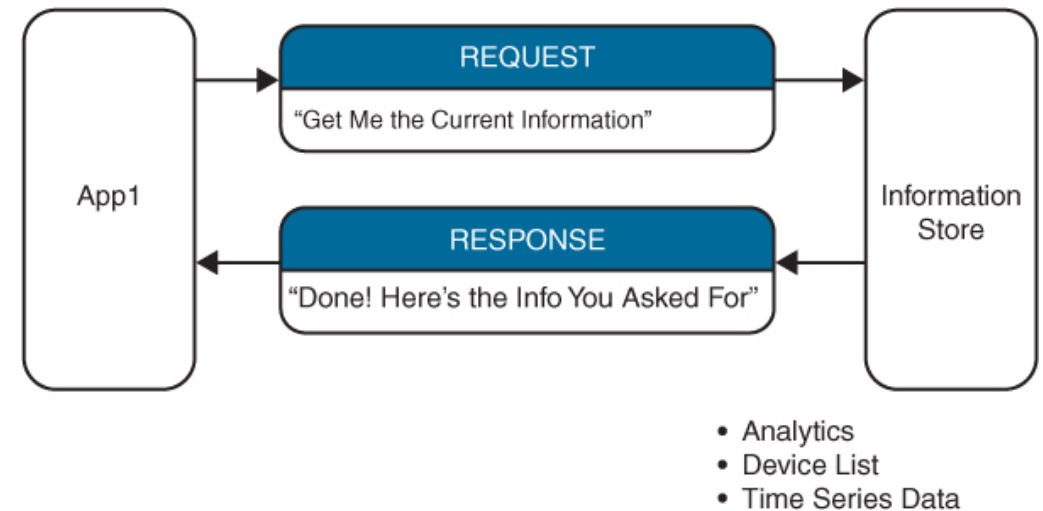 REQUEST
“Get Me the Current Information”
App1
Information
Store
RESPONSE
“Done! Here’s the Info You Asked For”
• Analytics
• Device List
• Time Series Data